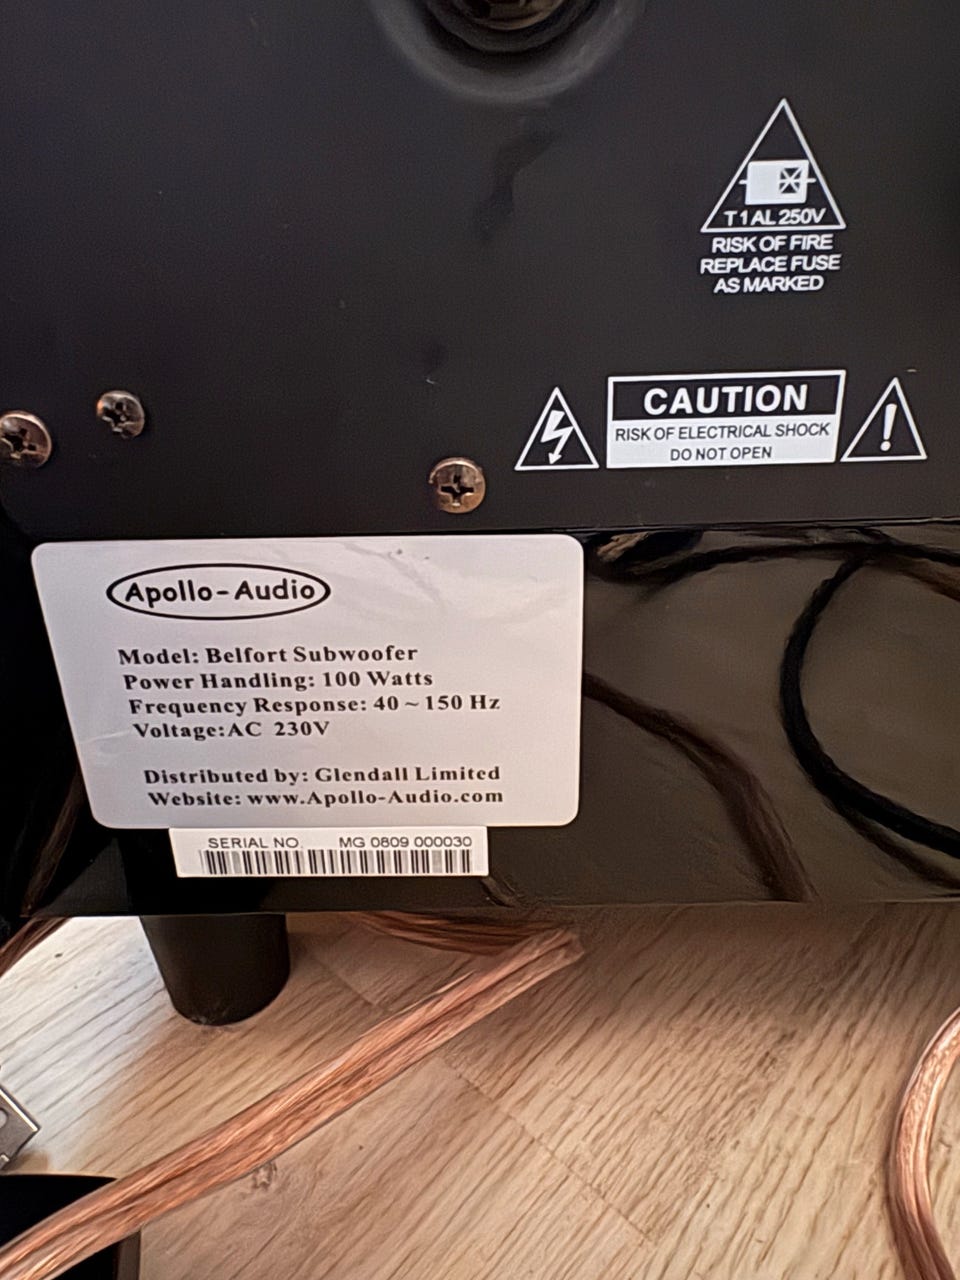 T 1 AL 250V
RISK OF FIRE
REPLACE FUSE
AS MARKED
CAUTION
RISK OF ELECTRICAL SHOCK
DO NOT OPEN
Apollo-Audio
Model: Belfort Subwoofer
Power Handling: 100 Watts
Frequency Response: 40 ~ 150 Hz
Voltage:AC 230V
Distributed by: Glendall Limited
Website: www.Apollo-Audio.com
SERIAL NO. MG 0809 000030